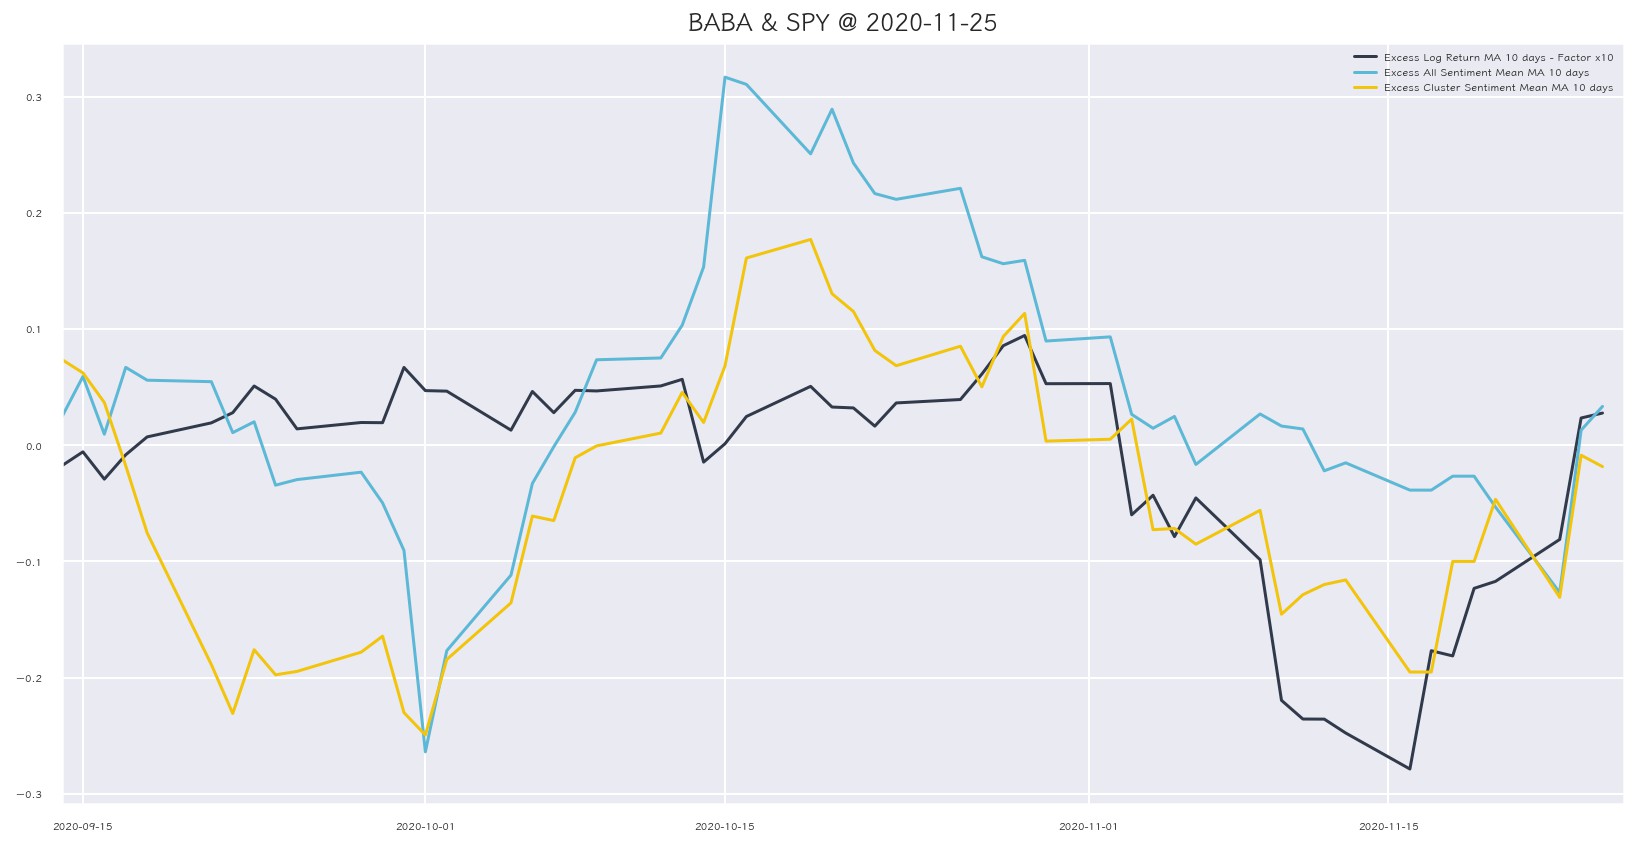 BABA & SPY @ 2020-11-25
Excess Log Return MA 10 days - Factor x10
Excess All Sentiment Mean MA 10 days
Excess Cluster Sentiment Mean MA 10 days
0.3
0.2
0.1
0.0
−0.1
−0.2
−0.3
2020-09-15 2020-10-01 2020-10-15 2020-11-01 2020-11-15